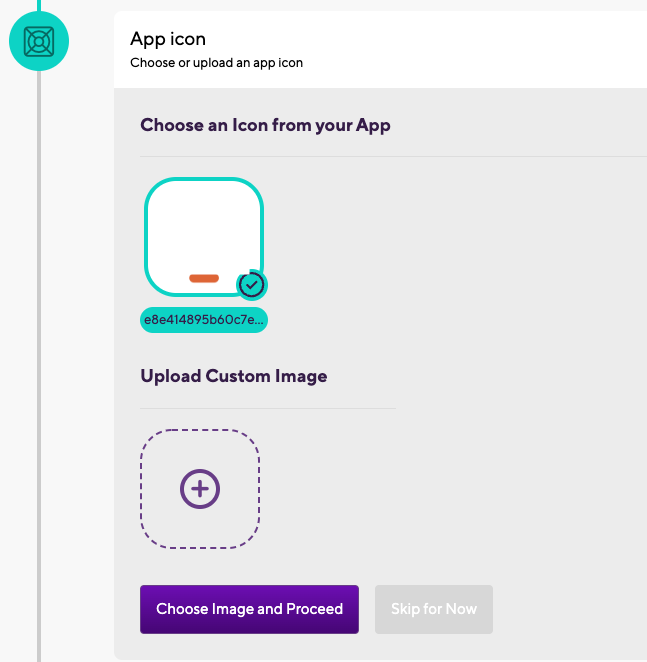 App icon
Choose or upload an app icon
Choose an Icon from your App
e8e414895b60c7e...
Upload Custom Image
Choose Image and Proceed
Skip for Now